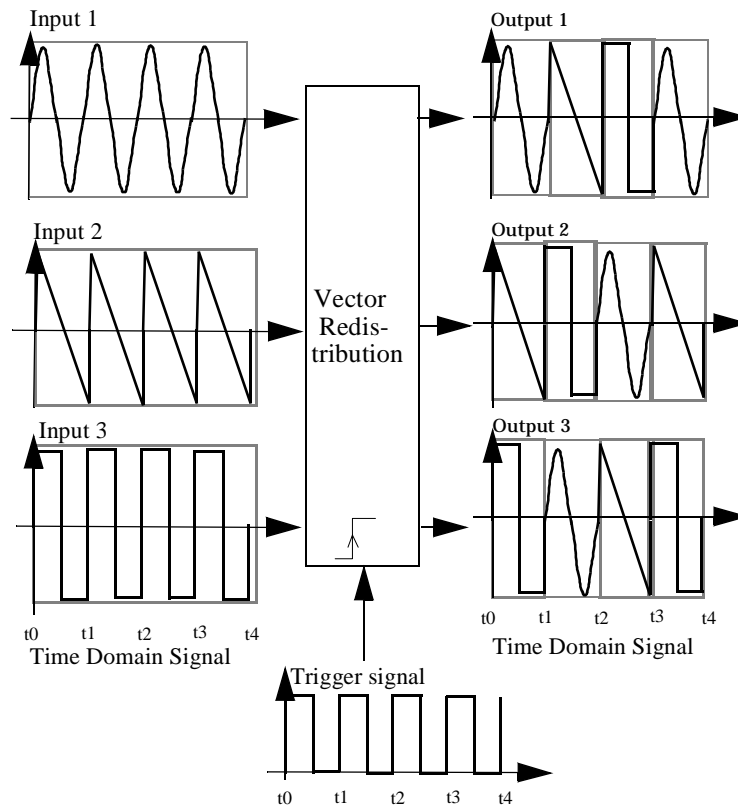 Input 1
Output 1
Input 2
Output 2
Vector
Redis-
tribution
Input 3
Output 3
t0 t1 t2 t3 t4
Time Domain Signal
t0 t1 t2 t3 t4
Time Domain Signal
Trigger signal
t0 t1 t2 t3 t4